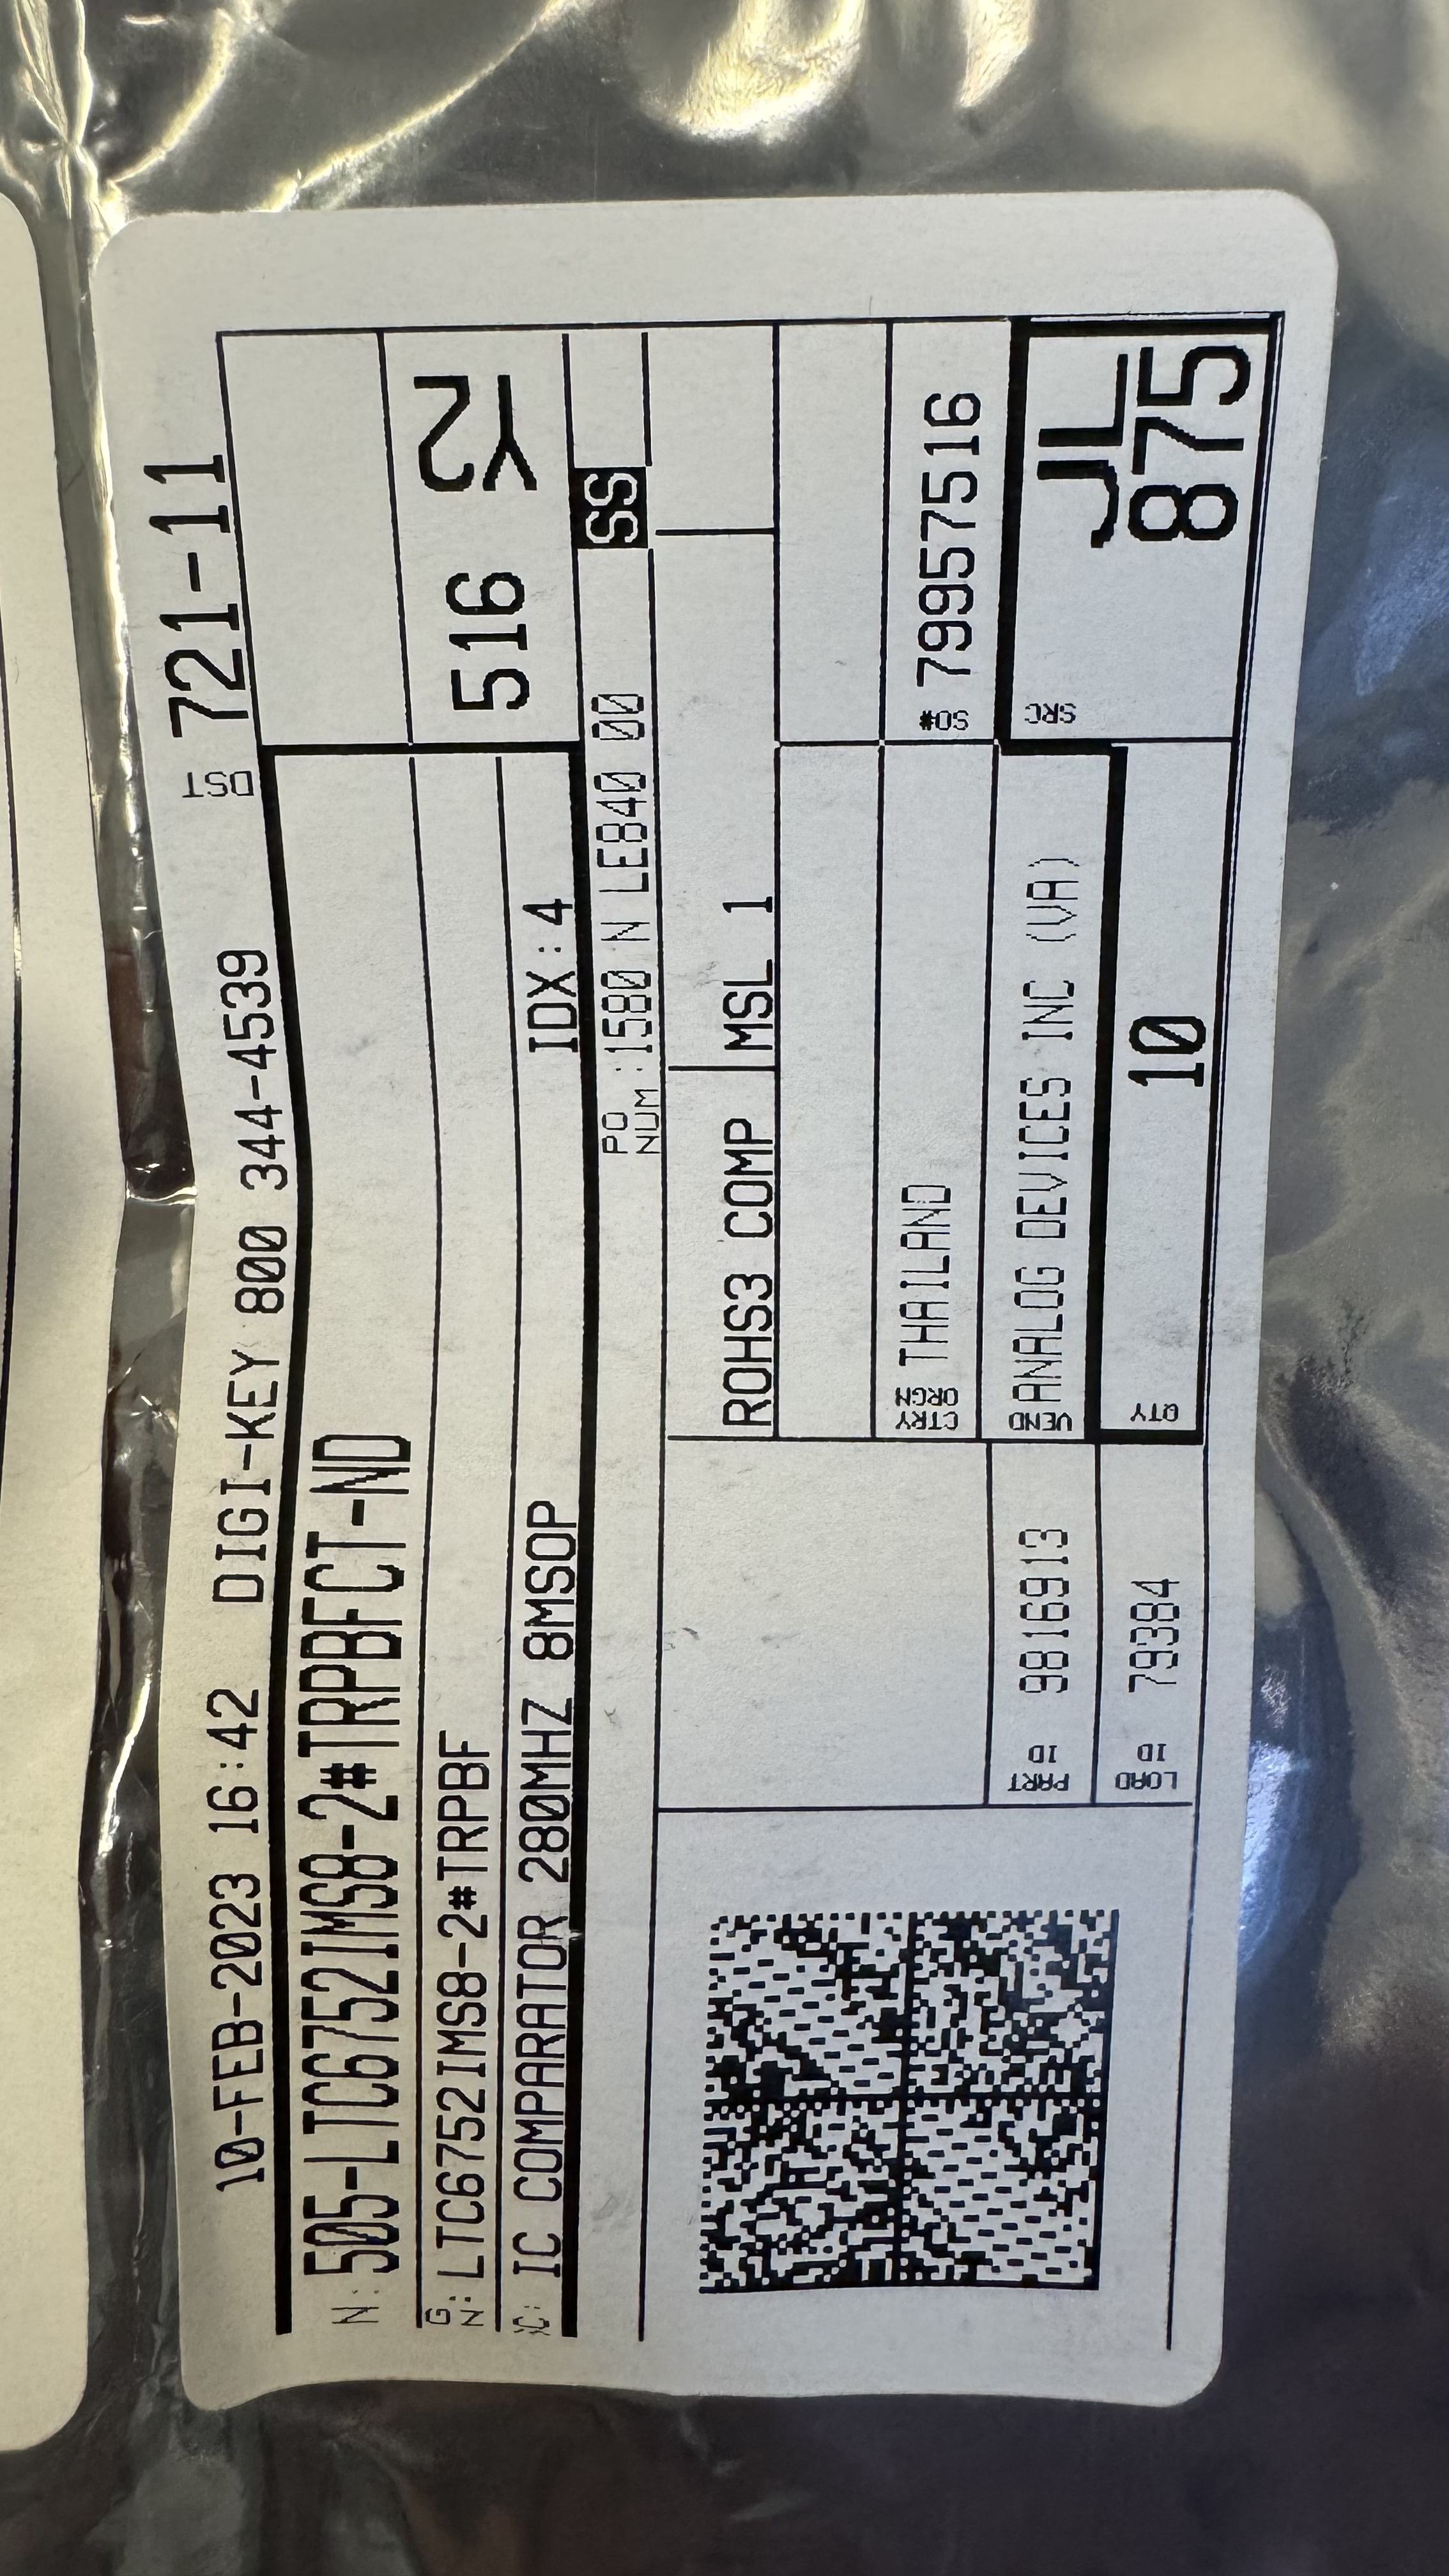 10-FEB-2023 16:42 DIGI-KEY 800 344-4539 DST 721-11
N: 505-LTC6752IMS8-2#TRPBFCT-ND
G: N: LTC6752IMS8-2#TRPBF
C: IC COMPARATOR 280MHZ 8MSOP IDX:4
516 Y2
PO NUM :1580 N LE840 00 SS
ROHS3 COMP MSL 1
CTRY ORGN THAILAND SO# 79957516
PART ID 9816913 VEND ANALOG DEVICES INC (VA) SRC JL
875
LOAD ID 79384 QTY 10